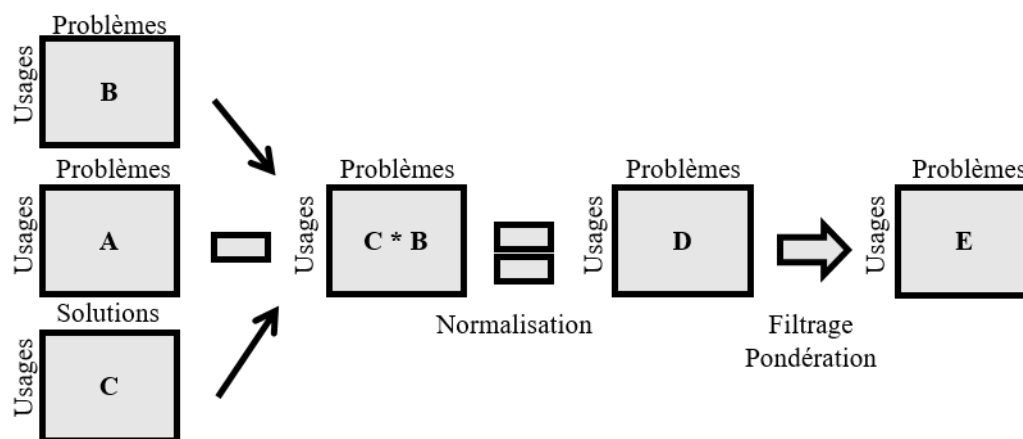 Problèmes
Usages
B
Problèmes
Usages
A
Solutions
Usages
C
Problèmes
Usages
C * B
Normalisation
Problèmes
Usages
D
Filtrage
Pondération
Problèmes
Usages
E